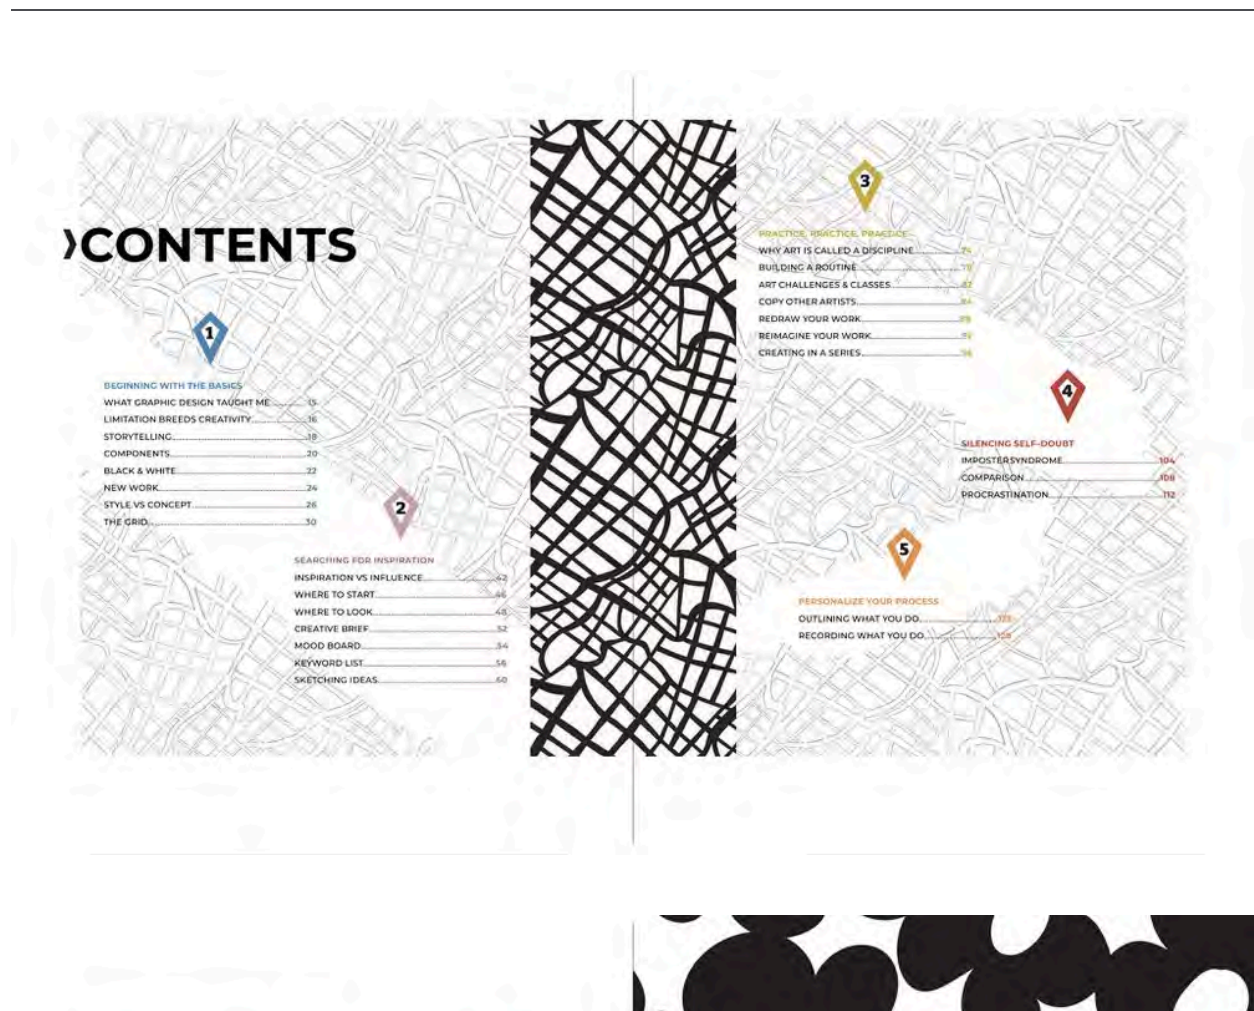 ›CONTENTS
1
BEGINNING WITH THE BASICS
WHAT GRAPHIC DESIGN TAUGHT ME 15
LIMITATION BREEDS CREATIVITY 16
STORYTELLING 18
COMPONENTS 20
BLACK & WHITE 22
NEW WORK 24
STYLE VS CONCEPT 26
THE GRID 30
2
SEARCHING FOR INSPIRATION
INSPIRATION VS INFLUENCE 42
WHERE TO START 46
WHERE TO LOOK 48
CREATIVE BRIEF 52
MOOD BOARD 54
KEYWORD LIST 56
SKETCHING IDEAS 60
3
PRACTICE, PRACTICE, PRACTICE
WHY ART IS CALLED A DISCIPLINE 74
BUILDING A ROUTINE
ART CHALLENGES & CLASSES
COPY OTHER ARTISTS
REDRAW YOUR WORK
REIMAGINE YOUR WORK
CREATING IN A SERIES
4
SILENCING SELF-DOUBT
IMPOSTER SYNDROME 104
COMPARISON 108
PROCRASTINATION 112
5
PERSONALIZE YOUR PROCESS
OUTLINING WHAT YOU DO
RECORDING WHAT YOU DO